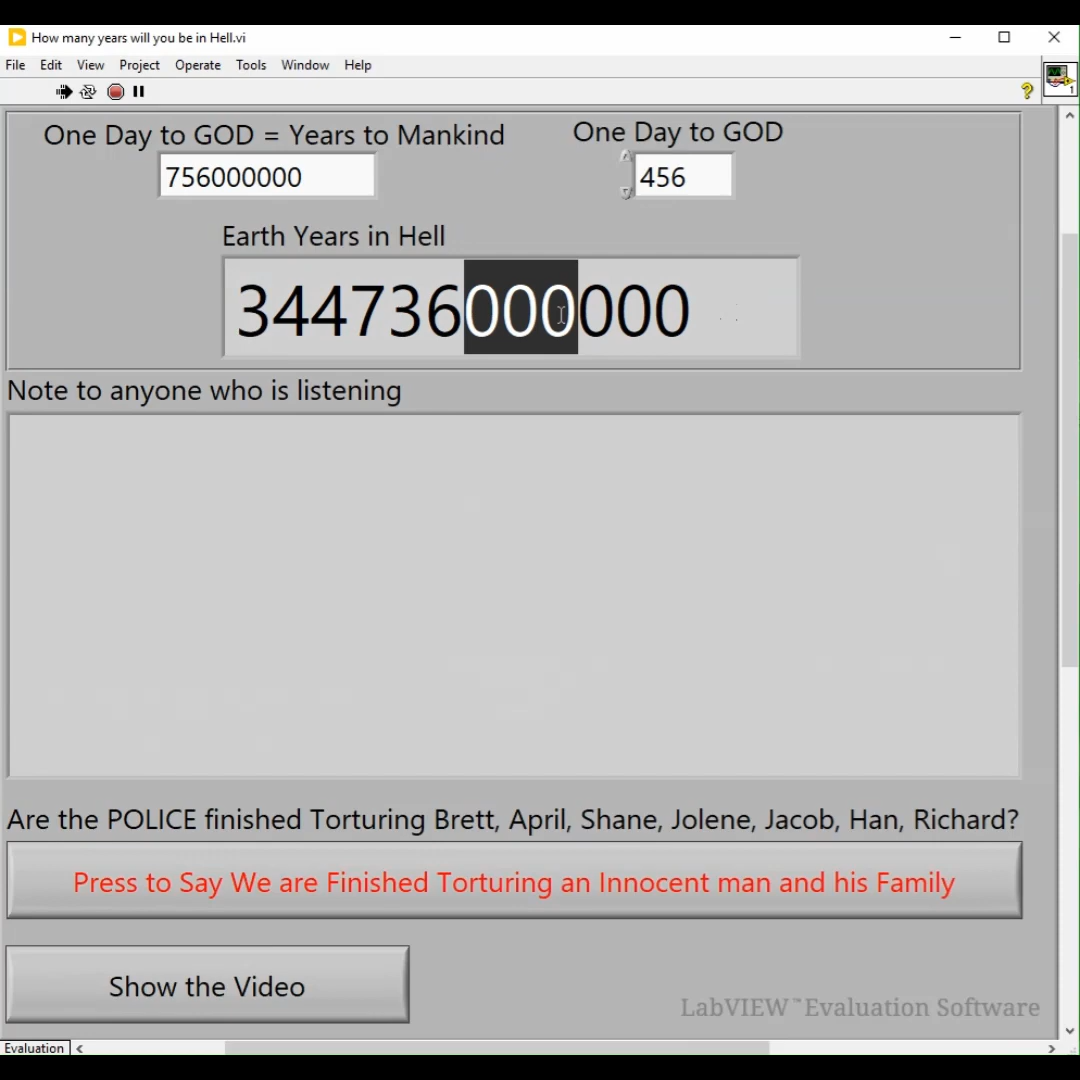 How many years will you be in Hell.vi
File Edit View Project Operate Tools Window Help
?
1
One Day to GOD = Years to Mankind One Day to GOD
756000000 456
Earth Years in Hell
344736000000
Note to anyone who is listening
Are the POLICE finished Torturing Brett, April, Shane, Jolene, Jacob, Han, Richard?
Press to Say We are Finished Torturing an Innocent man and his Family
Show the Video
LabVIEW™ Evaluation Software
Evaluation